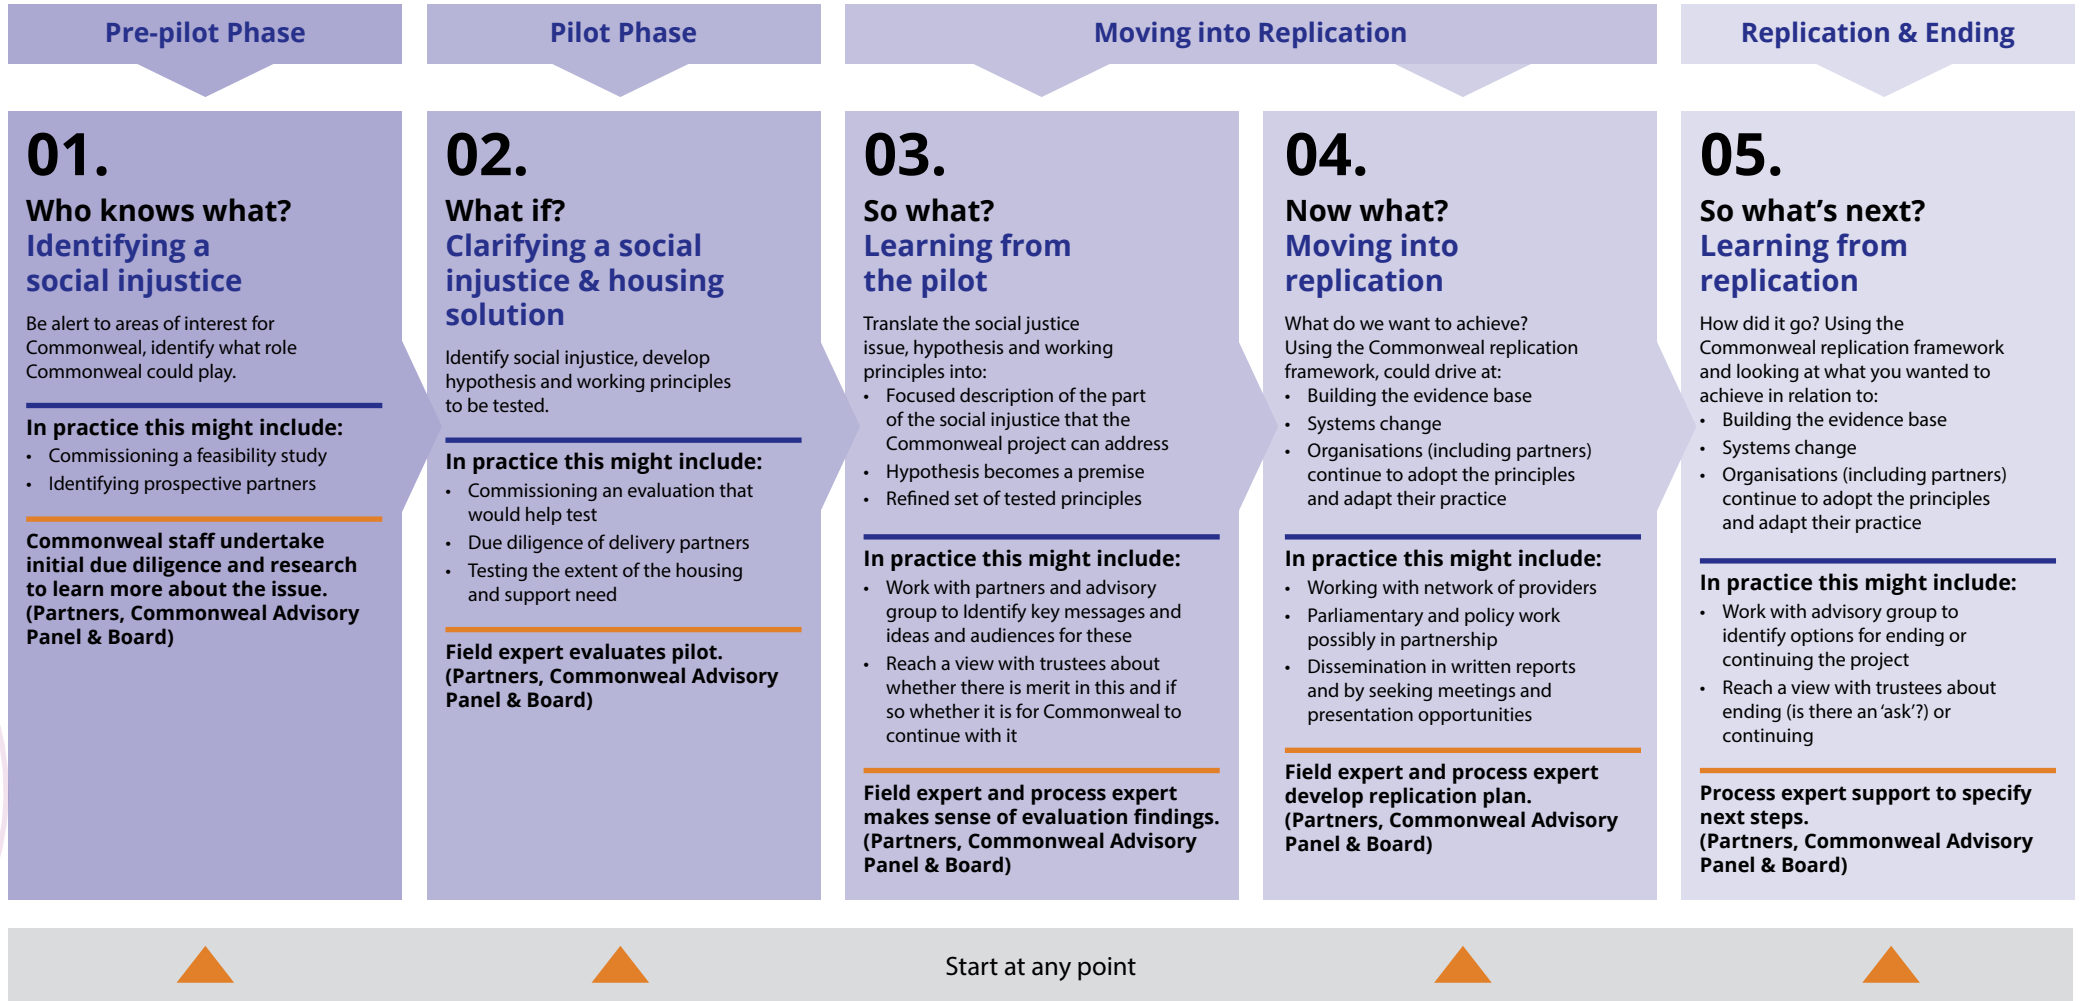 Pre-pilot Phase
Pilot Phase
Moving into Replication
Replication & Ending
01.
Who knows what?
Identifying a
social injustice
Be alert to areas of interest for
Commonweal, identify what role
Commonweal could play.
In practice this might include:
• Commissioning a feasibility study
• Identifying prospective partners
Commonweal staff undertake
initial due diligence and research
to learn more about the issue.
(Partners, Commonweal Advisory
Panel & Board)
02.
What if?
Clarifying a social
injustice & housing
solution
Identify social injustice, develop
hypothesis and working principles
to be tested.
In practice this might include:
• Commissioning an evaluation that
would help test
• Due diligence of delivery partners
• Testing the extent of the housing
and support need
Field expert evaluates pilot.
(Partners, Commonweal Advisory
Panel & Board)
03.
So what?
Learning from
the pilot
Translate the social justice
issue, hypothesis and working
principles into:
• Focused description of the part
of the social injustice that the
Commonweal project can address
• Hypothesis becomes a premise
• Refined set of tested principles
In practice this might include:
• Work with partners and advisory
group to Identify key messages and
ideas and audiences for these
• Reach a view with trustees about
whether there is merit in this and if
so whether it is for Commonweal to
continue with it
Field expert and process expert
makes sense of evaluation findings.
(Partners, Commonweal Advisory
Panel & Board)
04.
Now what?
Moving into
replication
What do we want to achieve?
Using the Commonweal replication
framework, could drive at:
• Building the evidence base
• Systems change
• Organisations (including partners)
continue to adopt the principles
and adapt their practice
In practice this might include:
• Working with network of providers
• Parliamentary and policy work
possibly in partnership
• Dissemination in written reports
and by seeking meetings and
presentation opportunities
Field expert and process expert
develop replication plan.
(Partners, Commonweal Advisory
Panel & Board)
05.
So what’s next?
Learning from
replication
How did it go? Using the
Commonweal replication framework
and looking at what you wanted to
achieve in relation to:
• Building the evidence base
• Systems change
• Organisations (including partners)
continue to adopt the principles
and adapt their practice
In practice this might include:
• Work with advisory group to
identify options for ending or
continuing the project
• Reach a view with trustees about
ending (is there an ‘ask’?) or
continuing
Process expert support to specify
next steps.
(Partners, Commonweal Advisory
Panel & Board)
Start at any point